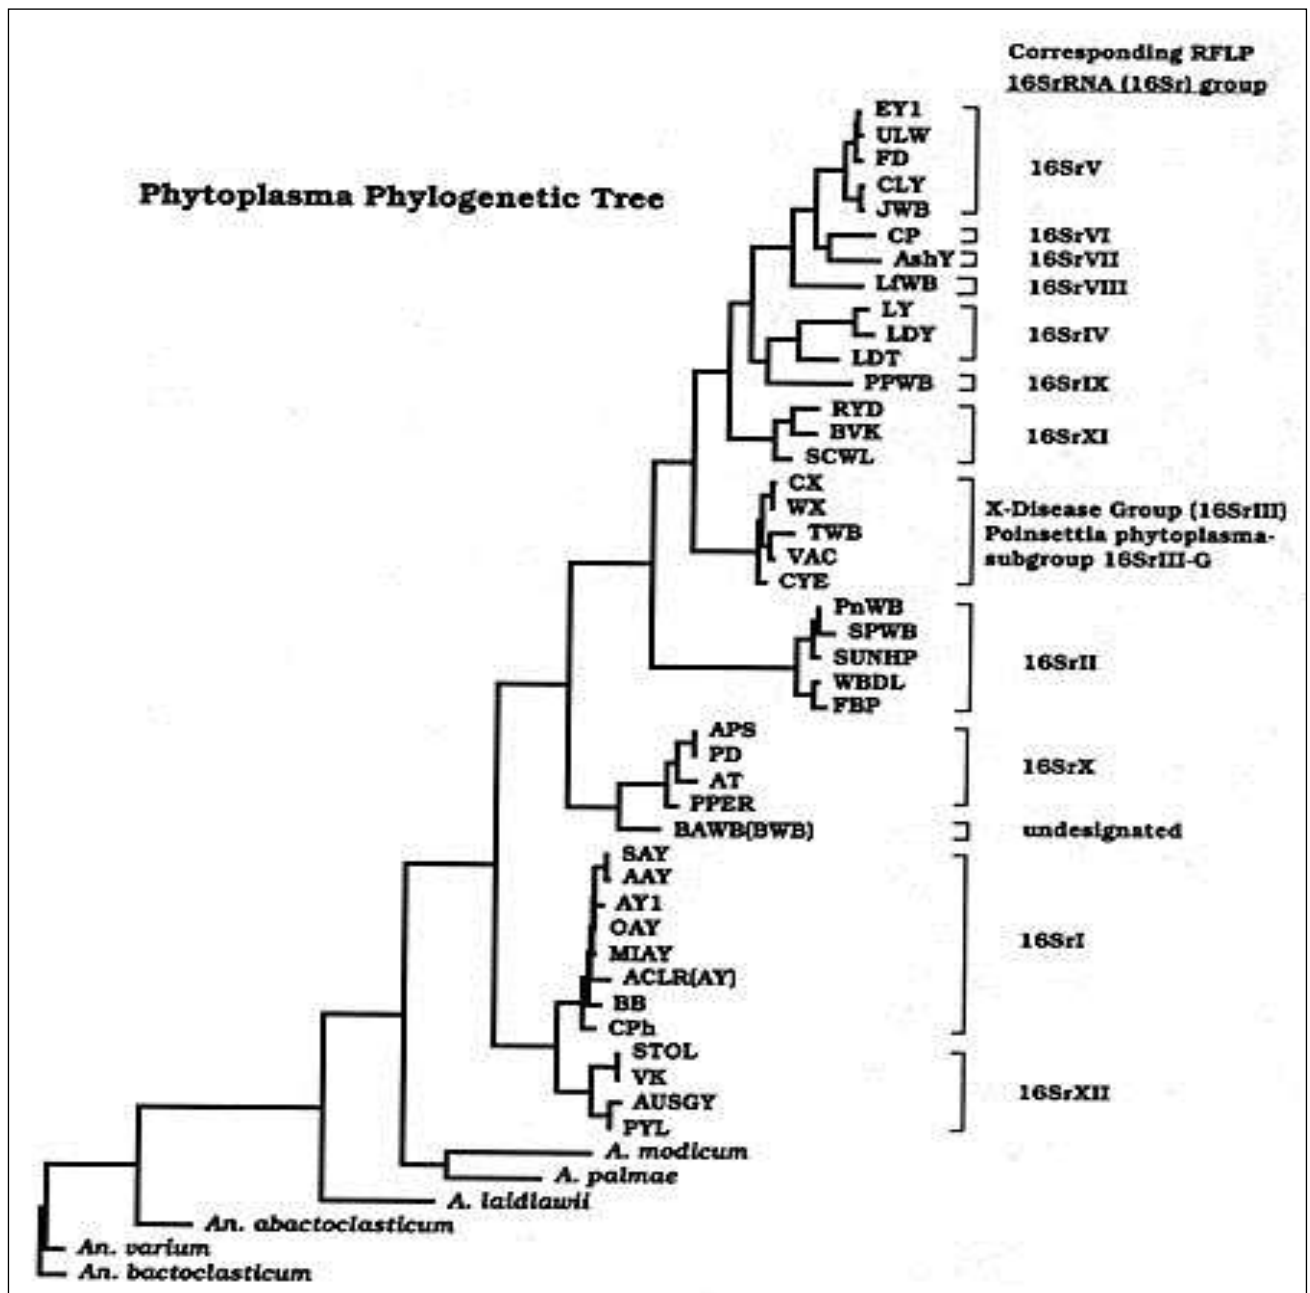 Corresponding RFLP
16SrRNA (16Sr) group
Phytoplasma Phylogenetic Tree
EY1
ULW
FD
CLY
JWB
16SrV
CP
16SrVI
AshY
16SrVII
LfWB
16SrVIII
LY
LDY
LDT
16SrIV
PPWB
16SrIX
RYD
BVK
SCWL
16SrXI
CX
WX
TWB
VAC
CYE
X-Disease Group (16SrIII)
Poinsettia phytoplasma-
subgroup 16SrIII-G
PnWB
SPWB
SUNHP
WBDL
FBP
16SrII
APS
PD
AT
PPER
16SrX
BAWB(BWB)
undesignated
SAY
AAY
AY1
OAY
MIAY
ACLR(AY)
BB
CPh
16SrI
STOL
VK
AUSGY
PYL
16SrXII
A. modicum
A. palmae
A. laidlawii
An. abactoclasticum
An. varium
An. bactoclasticum